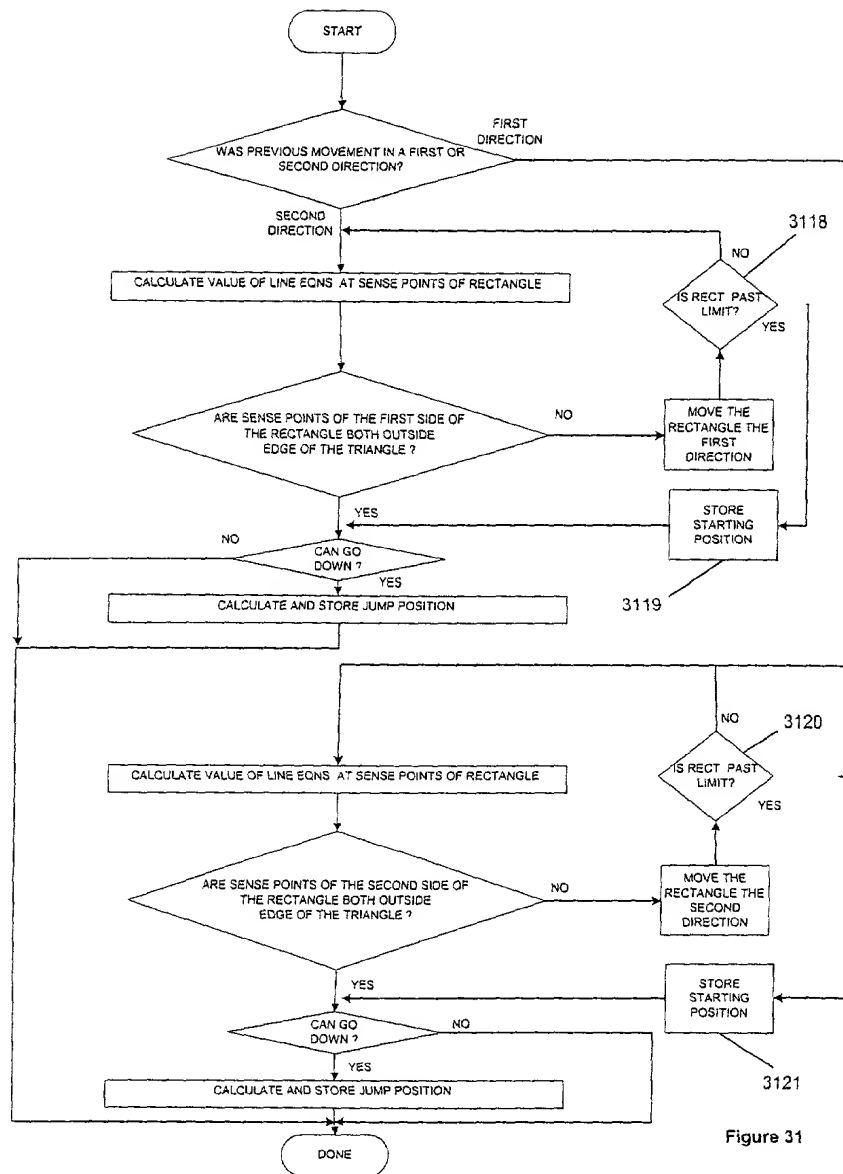 START
FIRST
DIRECTION
WAS PREVIOUS MOVEMENT IN A FIRST OR
SECOND DIRECTION?
SECOND
DIRECTION
3118
NO
CALCULATE VALUE OF LINE EQNS AT SENSE POINTS OF RECTANGLE
IS RECT PAST
LIMIT?
YES
ARE SENSE POINTS OF THE FIRST SIDE OF
THE RECTANGLE BOTH OUTSIDE
EDGE OF THE TRIANGLE ?
NO
MOVE THE
RECTANGLE THE
FIRST
DIRECTION
YES
STORE
STARTING
POSITION
NO
CAN GO
DOWN ?
YES
3119
CALCULATE AND STORE JUMP POSITION
NO
3120
CALCULATE VALUE OF LINE EQNS AT SENSE POINTS OF RECTANGLE
IS RECT PAST
LIMIT?
YES
ARE SENSE POINTS OF THE SECOND SIDE OF
THE RECTANGLE BOTH OUTSIDE
EDGE OF THE TRIANGLE ?
NO
MOVE THE
RECTANGLE THE
SECOND
DIRECTION
YES
STORE
STARTING
POSITION
CAN GO
DOWN ?
NO
YES
3121
CALCULATE AND STORE JUMP POSITION
DONE
Figure 31